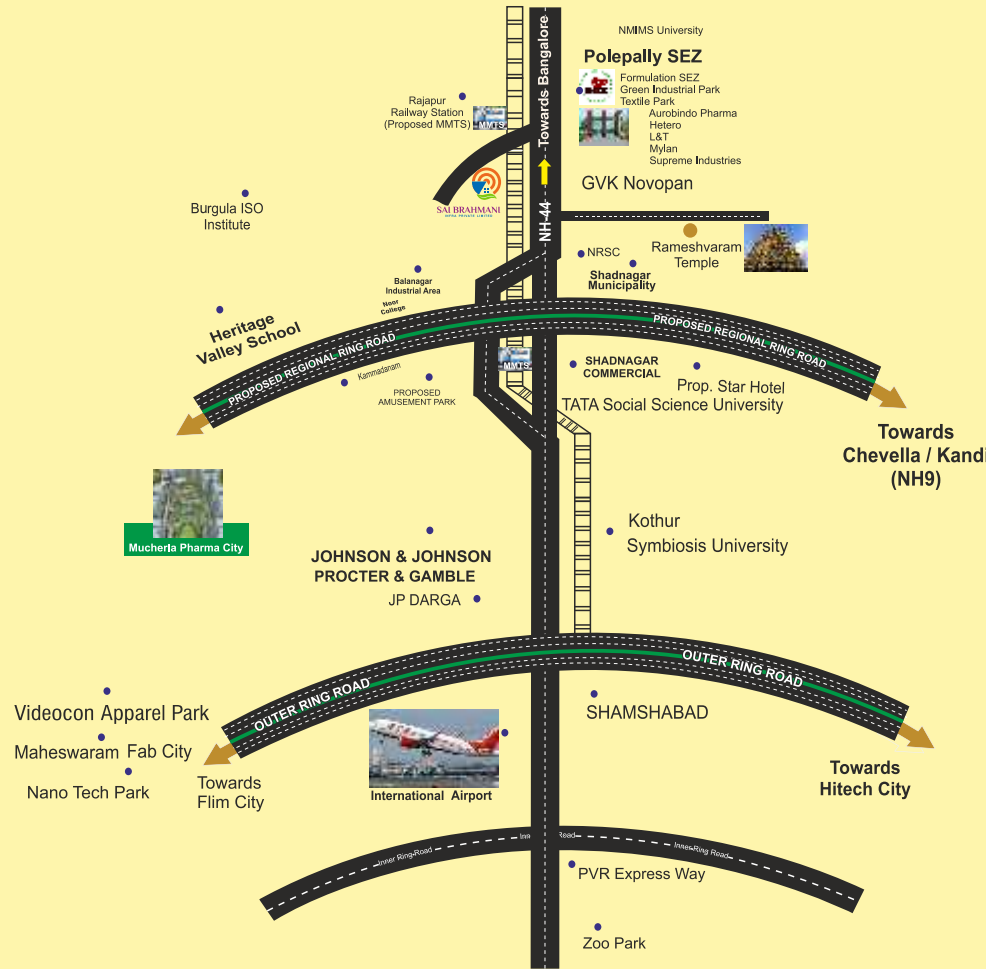 NMIMS University
Polepally SEZ
Formulation SEZ
Green Industrial Park
Textile Park
Aurobindo Pharma
Hetero
L&T
Mylan
Supreme Industries
Towards Bangalore
Rajapur
Railway Station
(Proposed MMTS)
MMTS
GVK Novopan
SAI BRAHMANI
INFRA PRIVATE LIMITED
NH-44
Burgula ISO
Institute
Rameshvaram
Temple
NRSC
Shadnagar
Municipality
Balanagar
Industrial Area
Noor
College
Heritage
Valley School
PROPOSED REGIONAL RING ROAD
PROPOSED REGIONAL RING ROAD
MMTS
Kammadanam
PROPOSED
AMUSEMENT PARK
SHADNAGAR
COMMERCIAL
Prop. Star Hotel
TATA Social Science University
Towards
Chevella / Kandi
(NH9)
Mucherla Pharma City
Kothur
Symbiosis University
JOHNSON & JOHNSON
PROCTER & GAMBLE
JP DARGA
OUTER RING ROAD
OUTER RING ROAD
Videocon Apparel Park
Maheswaram Fab City
Nano Tech Park
Towards
Flim City
International Airport
SHAMSHABAD
Towards
Hitech City
Inner-Ring-Road
Inner Ring Road
PVR Express Way
Zoo Park